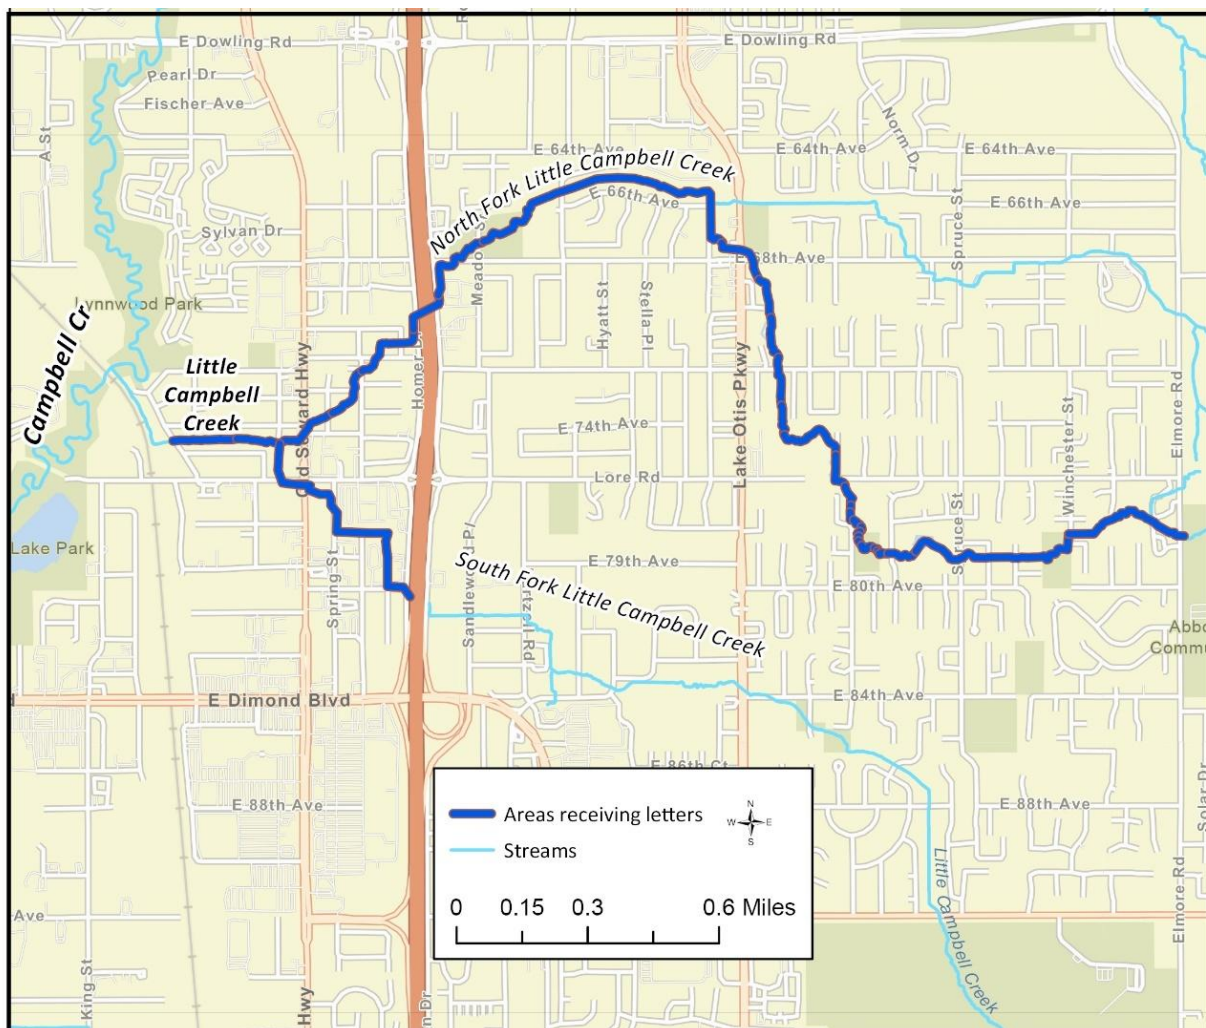 E Dowling Rd
E Dowling Rd
Pearl Dr
Fischer Ave
A St
Norm Dr
E 64th Ave
E 64th Ave
E 64th Ave
North Fork Little Campbell Creek
E 66th Ave
E 66th Ave
Spruce St
Sylvan Dr
E 68th Ave
Lynnwood Park
Hyatt St
Stella Pl
Campbell Cr
Little
Campbell
Creek
Old Seward Hwy
Homer Dr
Lake Otis Pkwy
Elmore Rd
Winchester St
E 74th Ave
Lore Rd
Lake Park
Spring St
Sandlewood Pl
E 79th Ave
Spruce St
E 80th Ave
South Fork Little Campbell Creek
Abbo
Commu
E Dimond Blvd
d
E 84th Ave
E 86th Ct
E 88th Ave
E 88th Ave
Solar Dr
Areas receiving letters
N
W
E
S
Streams
0 0.15 0.3 0.6 Miles
Little Campbell Creek
Elmore Rd
Ave
King St
Hwy
n Dr